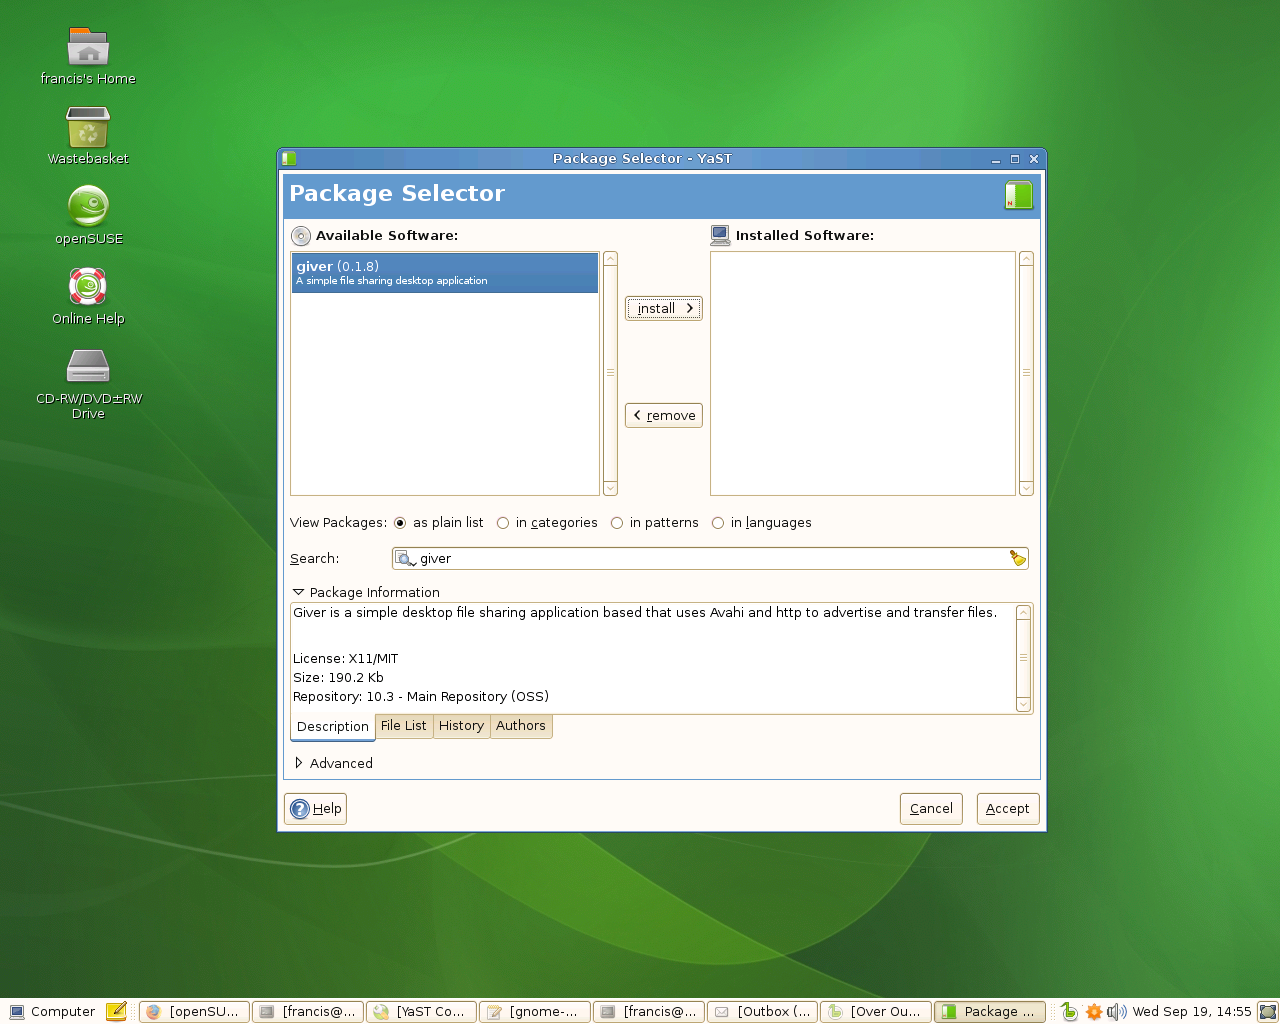 francis's Home
Wastebasket
openSUSE
Online Help
CD-RW/DVD±RW
Drive
Package Selector - YaST
Package Selector
N
Available Software:
Installed Software:
giver (0.1.8)
A simple file sharing desktop application
install
remove
View Packages: as plain list in categories in patterns in languages
Search: giver
Package Information
Giver is a simple desktop file sharing application based that uses Avahi and http to advertise and transfer files.
License: X11/MIT
Size: 190.2 Kb
Repository: 10.3 - Main Repository (OSS)
Description File List History Authors
Advanced
Help Cancel Accept
Computer [openSU... [francis@... [YaST Co... [gnome-... [francis@... [Outbox (... [Over Ou... Package ... Wed Sep 19, 14:55